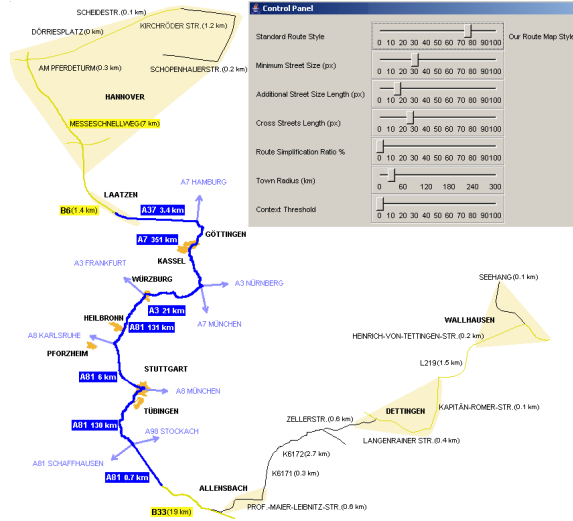 SCHEIDESTR.(0.1 km)
DÖRRIESPLATZ(0 km)
KIRCHRÖDER STR.(1.2 km)
AM PFERDETURM(0.3 km)
SCHOPENHAUERSTR.(0.2 km)
HANNOVER
MESSESCHNELLWEG(7 km)
LAATZEN
B6(1.4 km)
A37 3.4 km
A7 HAMBURG
A7 351 km
GÖTTINGEN
KASSEL
A3 FRANKFURT
WÜRZBURG
A3 NÜRNBERG
A3 21 km
HEILBRONN
A81 131 km
A7 MÜNCHEN
A8 KARLSRUHE
PFORZHEIM
STUTTGART
A81 6 km
A8 MÜNCHEN
TÜBINGEN
A81 130 km
A98 STOCKACH
A81 SCHAFFHAUSEN
A81 0.7 km
ALLENSBACH
B33(19 km)
PROF.-MAIER-LEIBNITZ-STR.(0.6 km)
K6171(0.3 km)
K6172(2.7 km)
ZELLERSTR.(0.6 km)
DETTINGEN
LANGENRAINER STR.(0.4 km)
KAPITÄN-ROMER-STR.(0.1 km)
L219(1.5 km)
HEINRICH-VON-TETTINGEN-STR.(0.2 km)
WALLHAUSEN
SEEHANG(0.1 km)
Control Panel
Standard Route Style
0 10 20 30 40 50 60 70 80 90100
Our Route Map Style
Minimum Street Size (px)
0 10 20 30 40 50 60 70 80 90100
Additional Street Size Length (px)
0 10 20 30 40 50 60 70 80 90100
Cross Streets Length (px)
0 10 20 30 40 50 60 70 80 90100
Route Simplification Ratio %
0 10 20 30 40 50 60 70 80 90100
Town Radius (km)
0 60 120 180 240 300
Context Threshold
0 10 20 30 40 50 60 70 80 90100